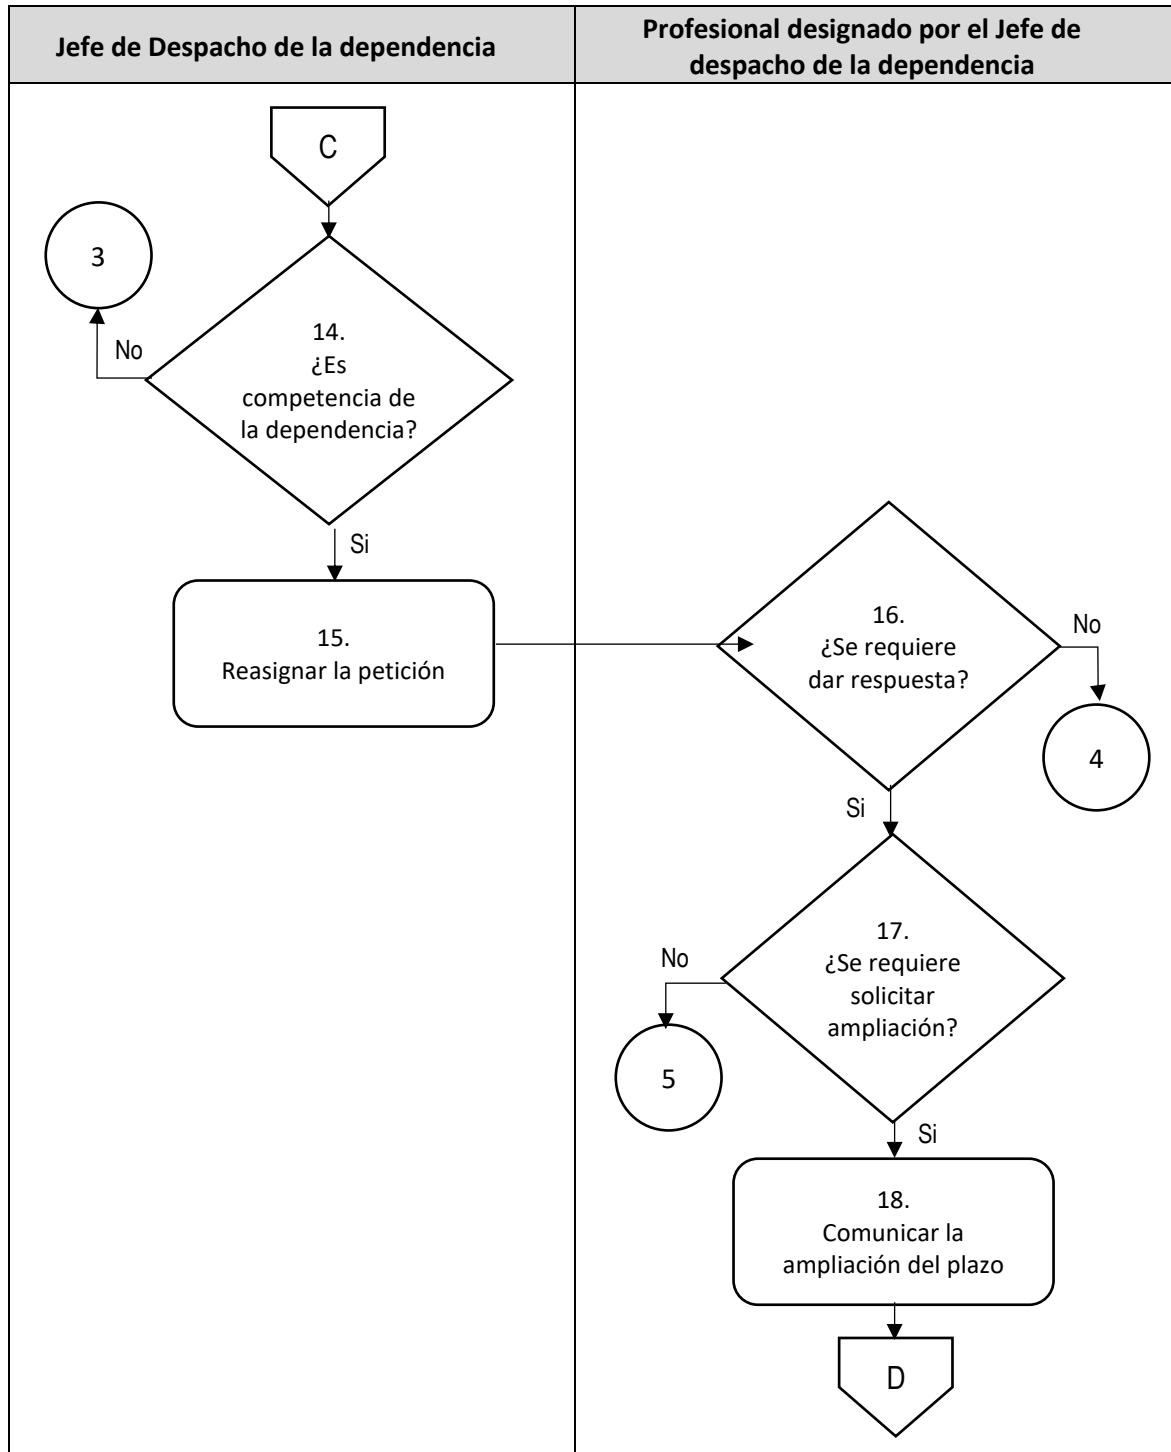 Jefe de Despacho de la dependencia
Profesional designado por el Jefe de
despacho de la dependencia
C
3
14.
¿Es
competencia de
la dependencia?
No
Si
15.
Reasignar la petición
16.
¿Se requiere
dar respuesta?
No
4
Si
17.
¿Se requiere
solicitar
ampliación?
No
5
Si
18.
Comunicar la
ampliación del plazo
D